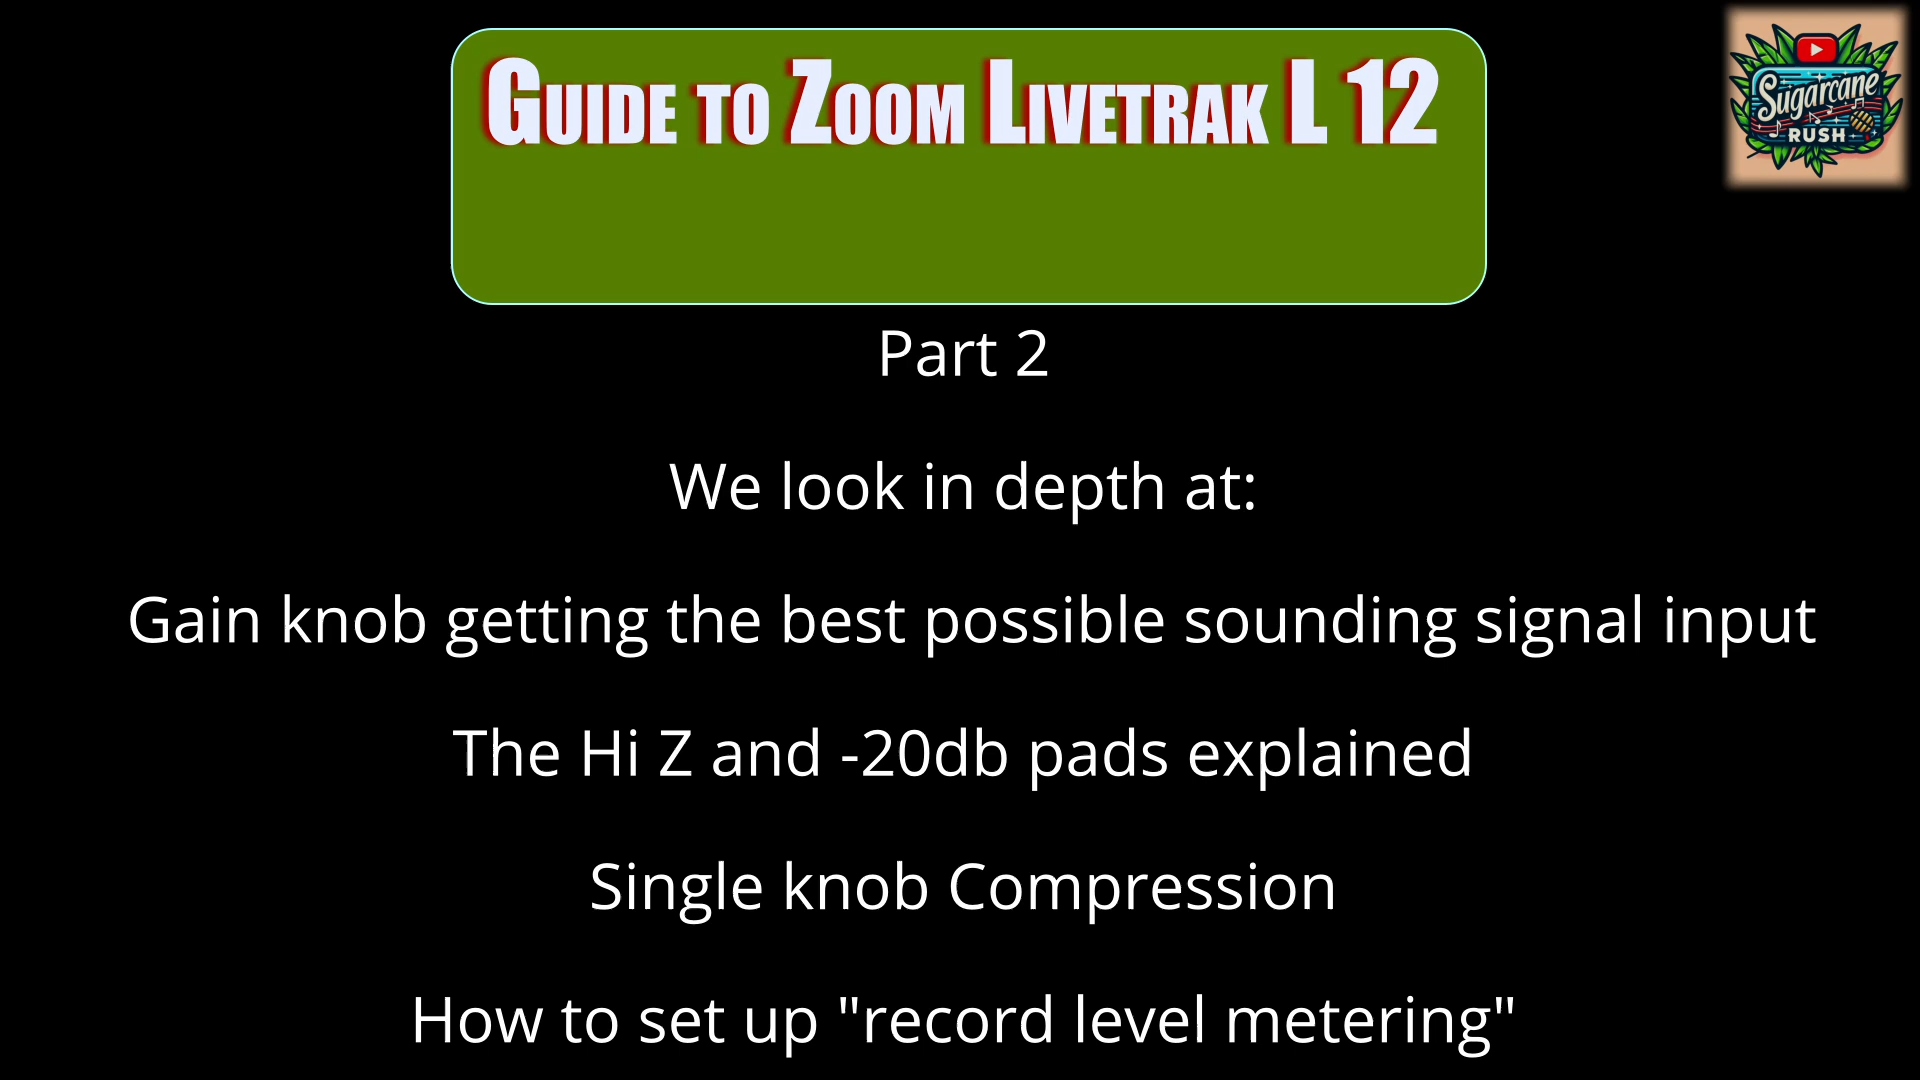 Guide to Zoom Livetrak L 12
Sugarcane
RUSH
Part 2
We look in depth at:
Gain knob getting the best possible sounding signal input
The Hi Z and -20db pads explained
Single knob Compression
How to set up "record level metering"